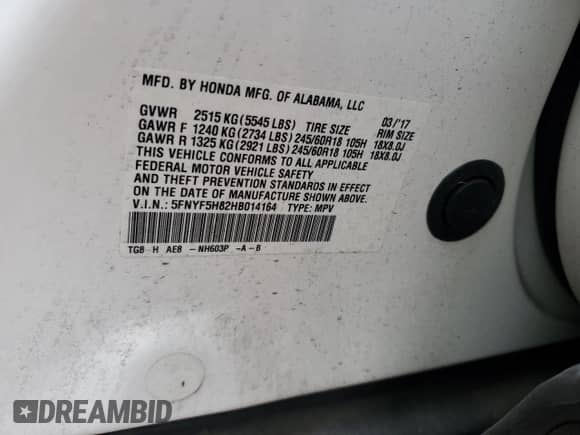 MFD. BY HONDA MFG. OF ALABAMA, LLC
03/'17
GVWR 2515 KG(5545 LBS) TIRE SIZE RIM SIZE
GAWR F 1240 KG(2734 LBS)245/60R18 105H 18X8.0J
GAWR R 1325 KG(2921 LBS)245/60R18 105H 18X8.0J
THIS VEHICLE CONFORMS TO ALL APPLICABLE
FEDERAL MOTOR VEHICLE SAFETY
AND THEFT PREVENTION STANDARDS IN EFFECT
ON THE DATE OF MANUFACTURE SHOWN ABOVE.
V.I.N.: 5FNYF5H62HB014164 TYPE: MPV
TG8-H AE8 -NH603P -A-B
DREAMBID